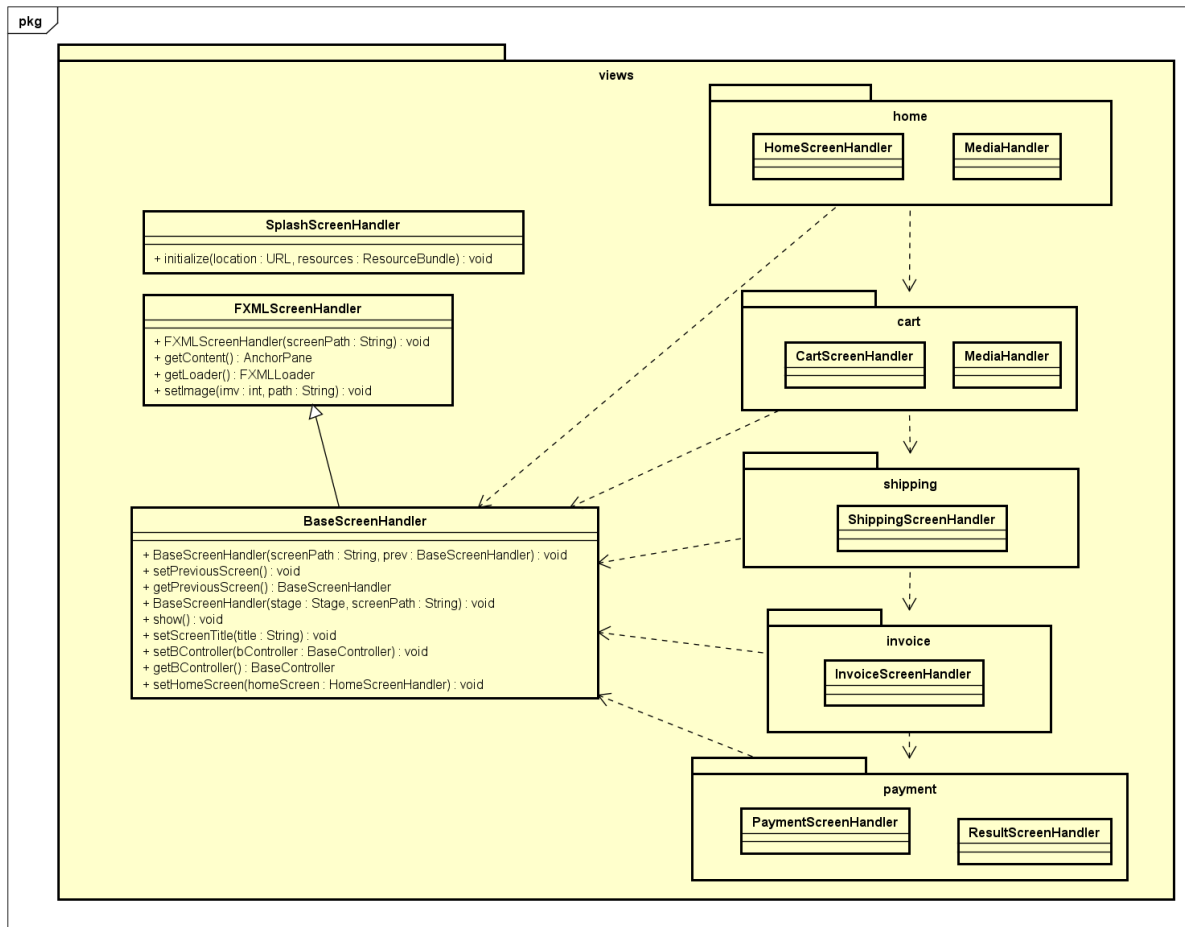 pkg
views
home
HomeScreenHandler
MediaHandler
SplashScreenHandler
+ initialize(location : URL, resources : ResourceBundle) : void
FXMLScreenHandler
+ FXMLScreenHandler(screenPath : String) : void
+ getContent() : AnchorPane
+ getLoader() : FXMLLoader
+ setImage(imv : int, path : String) : void
cart
CartScreenHandler
MediaHandler
shipping
ShippingScreenHandler
BaseScreenHandler
+ BaseScreenHandler(screenPath : String, prev : BaseScreenHandler) : void
+ setPreviousScreen() : void
+ getPreviousScreen() : BaseScreenHandler
+ BaseScreenHandler(stage : Stage, screenPath : String) : void
+ show() : void
+ setScreenTitle(title : String) : void
+ setBController(bController : BaseController) : void
+ getBController() : BaseController
+ setHomeScreen(homeScreen : HomeScreenHandler) : void
invoice
InvoiceScreenHandler
payment
PaymentScreenHandler
ResultScreenHandler